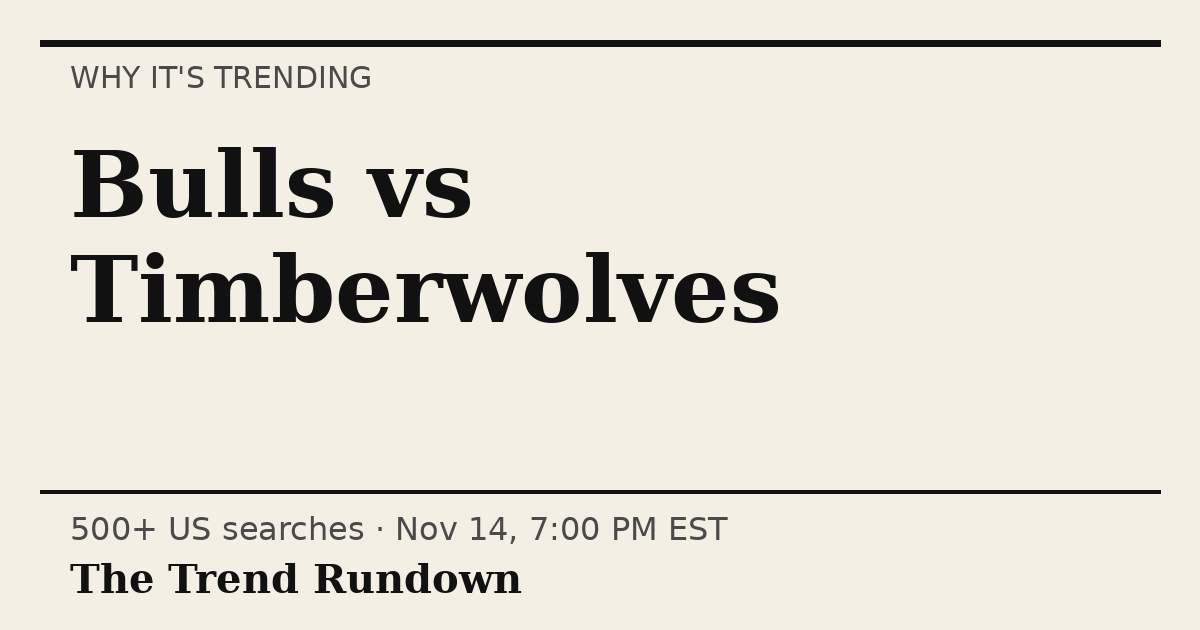 WHY IT'S TRENDING
Bulls vs
Timberwolves
500+ US searches · Nov 14, 7:00 PM EST
The Trend Rundown